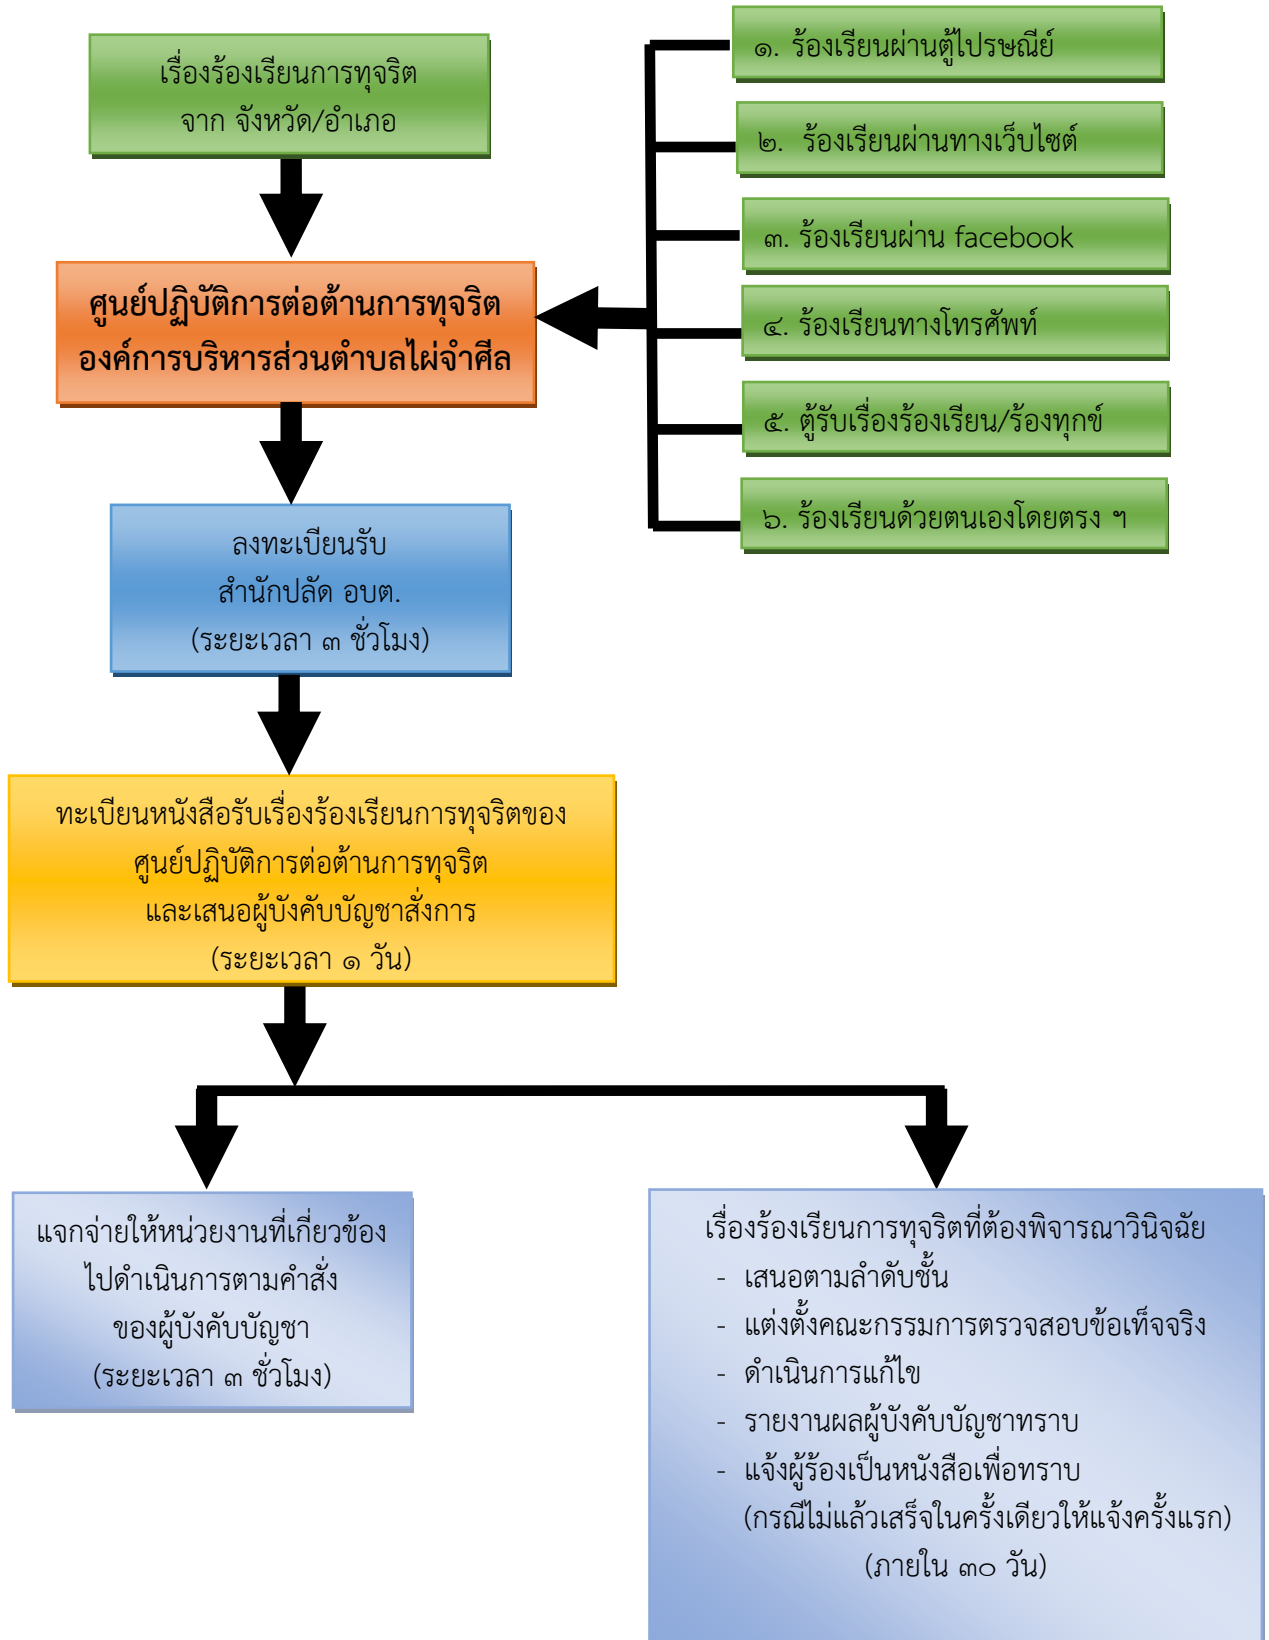 เรื่องร้องเรียนการทุจริต
จาก จังหวัด/อำเภอ
๑. ร้องเรียนผ่านตู้ไปรษณีย์
๒. ร้องเรียนผ่านทางเว็บไซต์
๓. ร้องเรียนผ่าน facebook
๔. ร้องเรียนทางโทรศัพท์
๕. ตู้รับเรื่องร้องเรียน/ร้องทุกข์
๖. ร้องเรียนด้วยตนเองโดยตรง ฯ
ศูนย์ปฏิบัติการต่อต้านการทุจริต
องค์การบริหารส่วนตำบลไผ่จำศีล
ลงทะเบียนรับ
สำนักปลัด อบต.
(ระยะเวลา ๓ ชั่วโมง)
ทะเบียนหนังสือรับเรื่องร้องเรียนการทุจริตของ
ศูนย์ปฏิบัติการต่อต้านการทุจริต
และเสนอผู้บังคับบัญชาสั่งการ
(ระยะเวลา ๑ วัน)
แจกจ่ายให้หน่วยงานที่เกี่ยวข้อง
ไปดำเนินการตามคำสั่ง
ของผู้บังคับบัญชา
(ระยะเวลา ๓ ชั่วโมง)
เรื่องร้องเรียนการทุจริตที่ต้องพิจารณาวินิจฉัย
- เสนอตามลำดับชั้น
- แต่งตั้งคณะกรรมการตรวจสอบข้อเท็จจริง
- ดำเนินการแก้ไข
- รายงานผลผู้บังคับบัญชาทราบ
- แจ้งผู้ร้องเป็นหนังสือเพื่อทราบ
(กรณีไม่แล้วเสร็จในครั้งเดียวให้แจ้งครั้งแรก)
(ภายใน ๓๐ วัน)